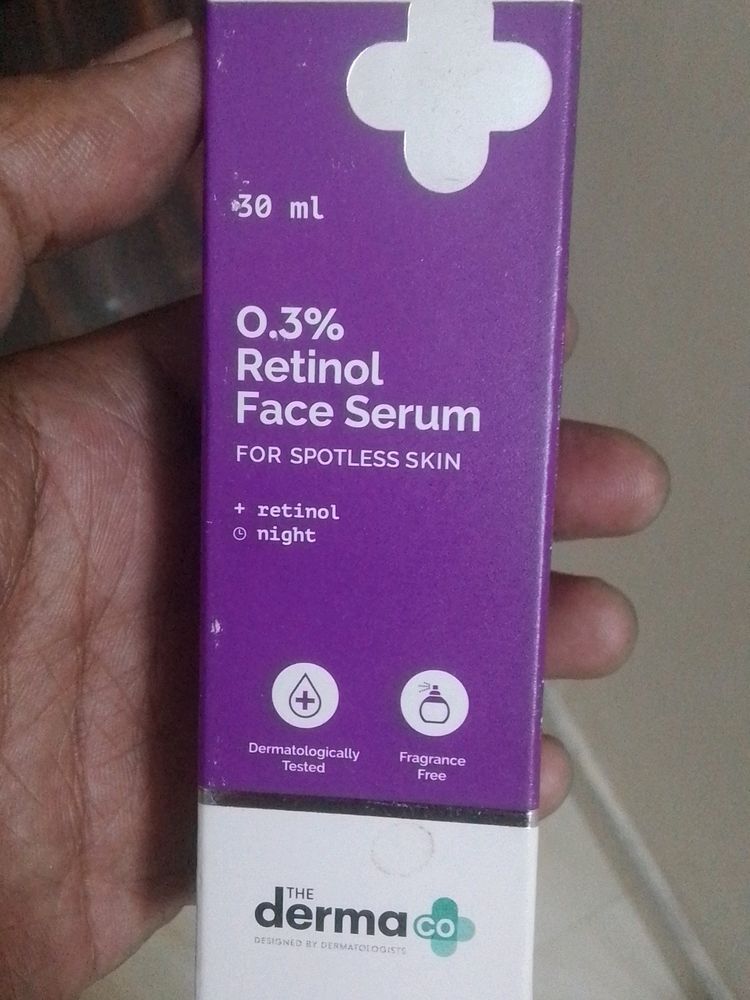 30 ml
0.3%
Retinol
Face Serum
FOR SPOTLESS SKIN
+ retinol
night
Dermatologically
Tested
Fragrance
Free
THE
derma co
DESIGNED BY DERMATOLOGISTS